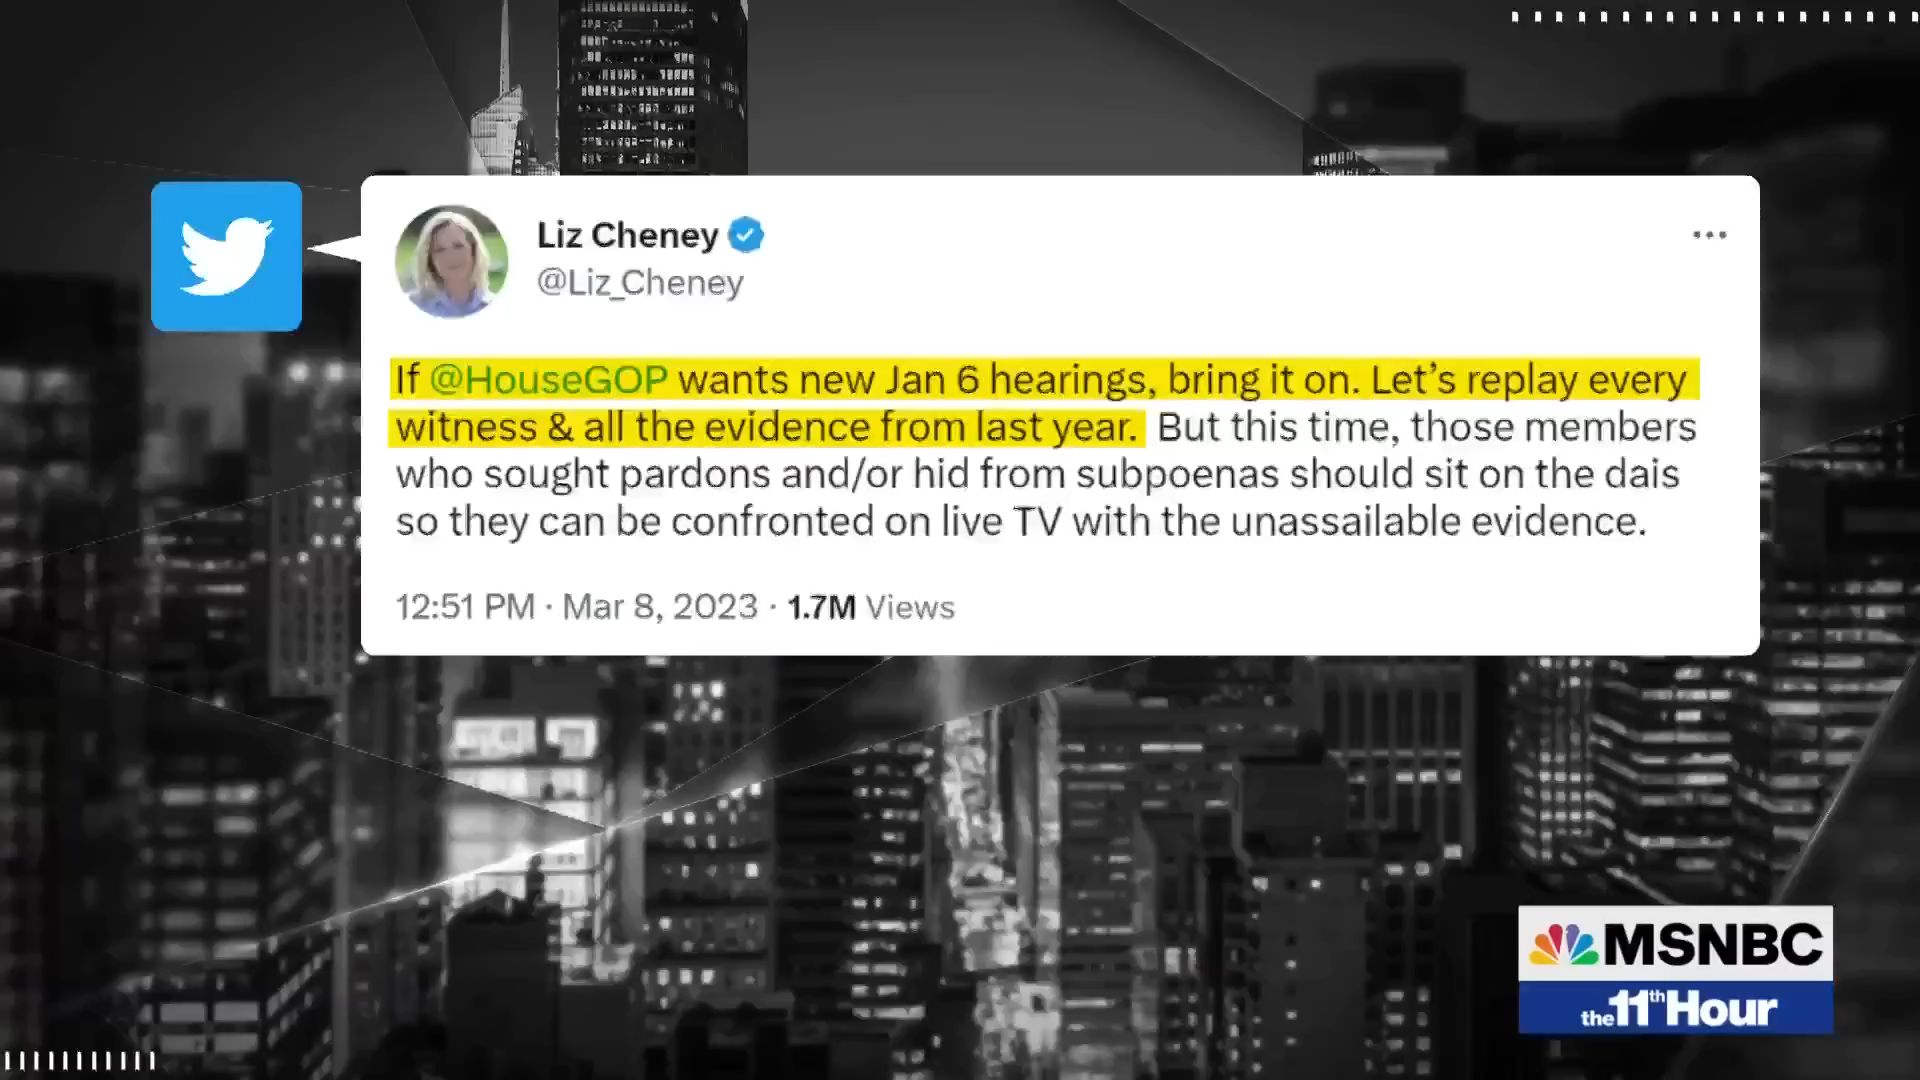 Liz Cheney
@Liz_Cheney
If @HouseGOP wants new Jan 6 hearings, bring it on. Let’s replay every
witness & all the evidence from last year. But this time, those members
who sought pardons and/or hid from subpoenas should sit on the dais
so they can be confronted on live TV with the unassailable evidence.
12:51 PM · Mar 8, 2023 · 1.7M Views
MSNBC
the 11th Hour